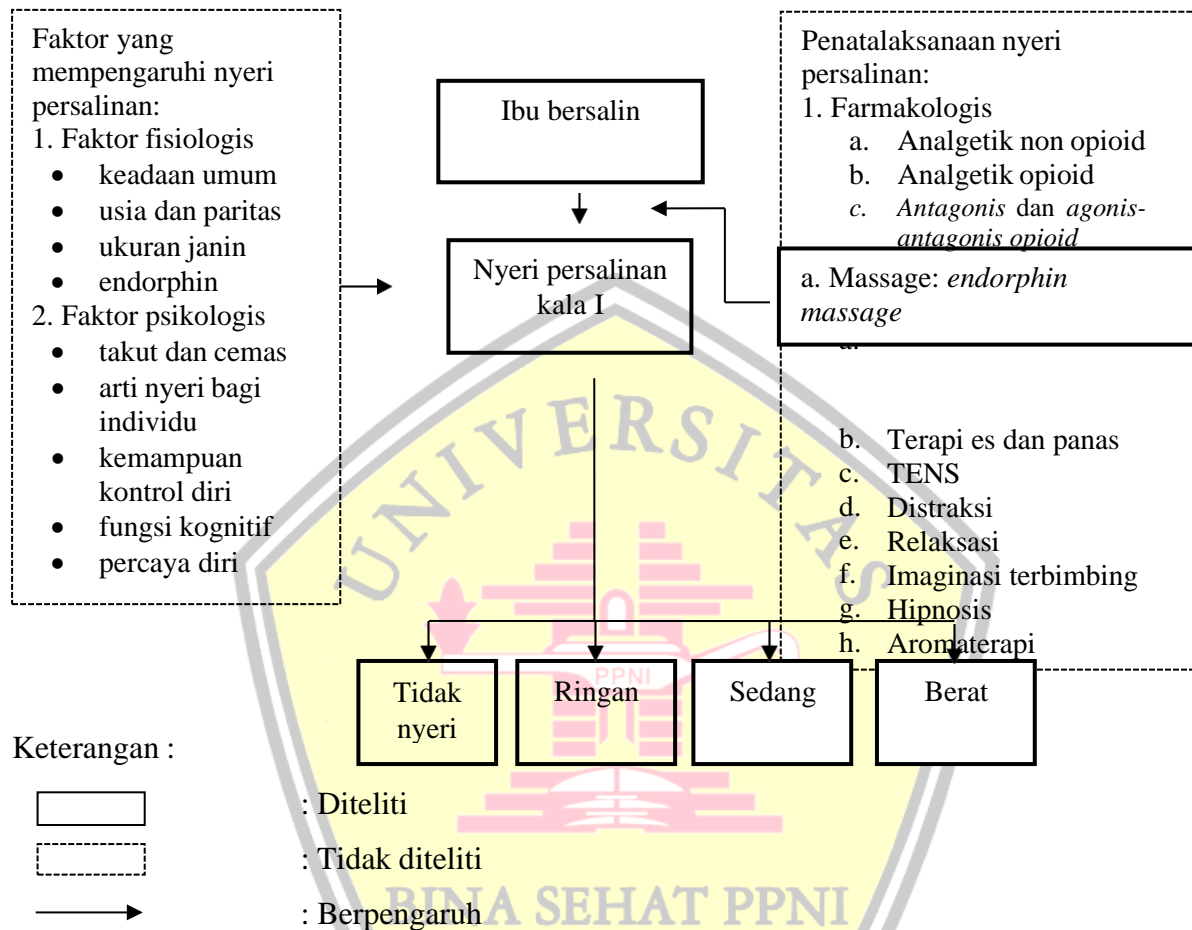 Faktor yang
mempengaruhi nyeri
persalinan:
1. Faktor fisiologis
• keadaan umum
• usia dan paritas
• ukuran janin
• endorphin
2. Faktor psikologis
• takut dan cemas
• arti nyeri bagi
individu
• kemampuan
kontrol diri
• fungsi kognitif
• percaya diri
Ibu bersalin
Nyeri persalinan
kala I
Penatalaksanaan nyeri
persalinan:
1. Farmakologis
a. Analgetik non opioid
b. Analgetik opioid
c. Antagonis dan agonis-
antagonis opioid
a. Massage: endorphin
massage
b. Terapi es dan panas
c. TENS
d. Distraksi
e. Relaksasi
f. Imaginasi terbimbing
g. Hipnosis
h. Aromaterapi
Tidak
nyeri
Ringan
Sedang
Berat
Keterangan :
: Diteliti
: Tidak diteliti
: Berpengaruh
UNIVERSITAS
PPNI
BINA SEHAT PPNI